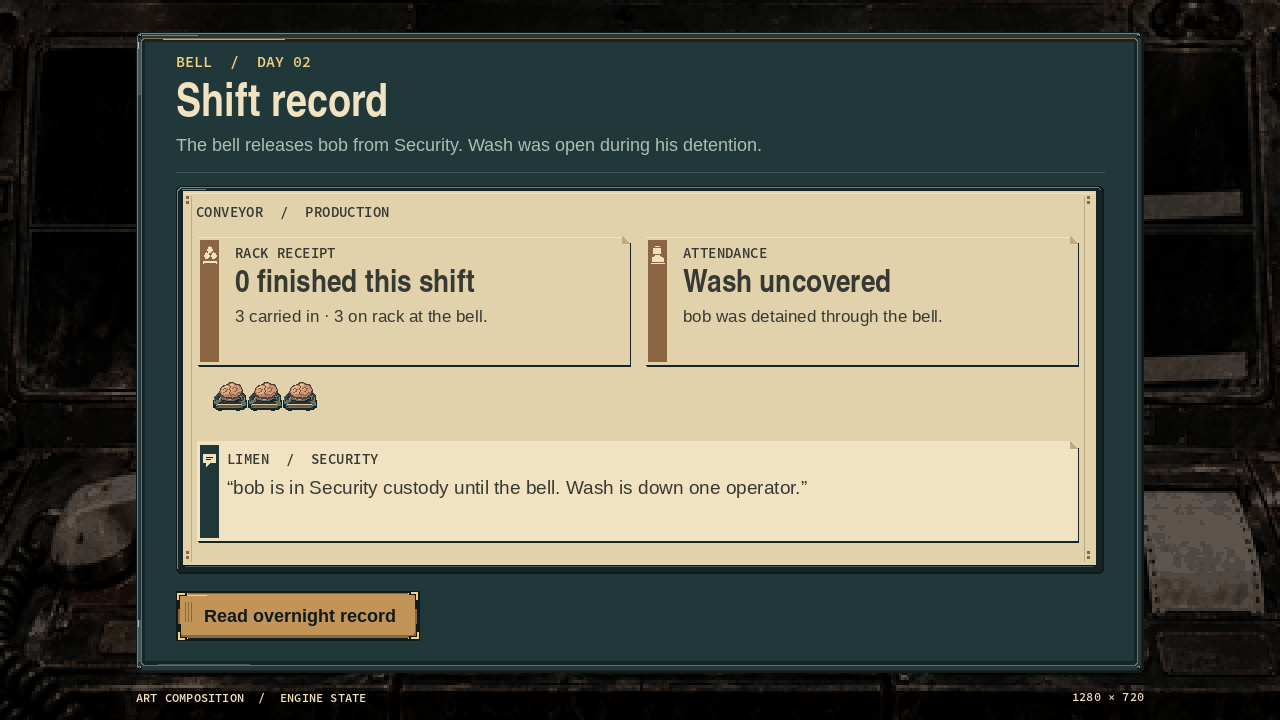 BELL / DAY 02
Shift record
The bell releases bob from Security. Wash was open during his detention.
CONVEYOR / PRODUCTION
RACK RECEIPT
0 finished this shift
3 carried in · 3 on rack at the bell.
ATTENDANCE
Wash uncovered
bob was detained through the bell.
LIMEN / SECURITY
“bob is in Security custody until the bell. Wash is down one operator.”
Read overnight record
ART COMPOSITION / ENGINE STATE
1280 × 720